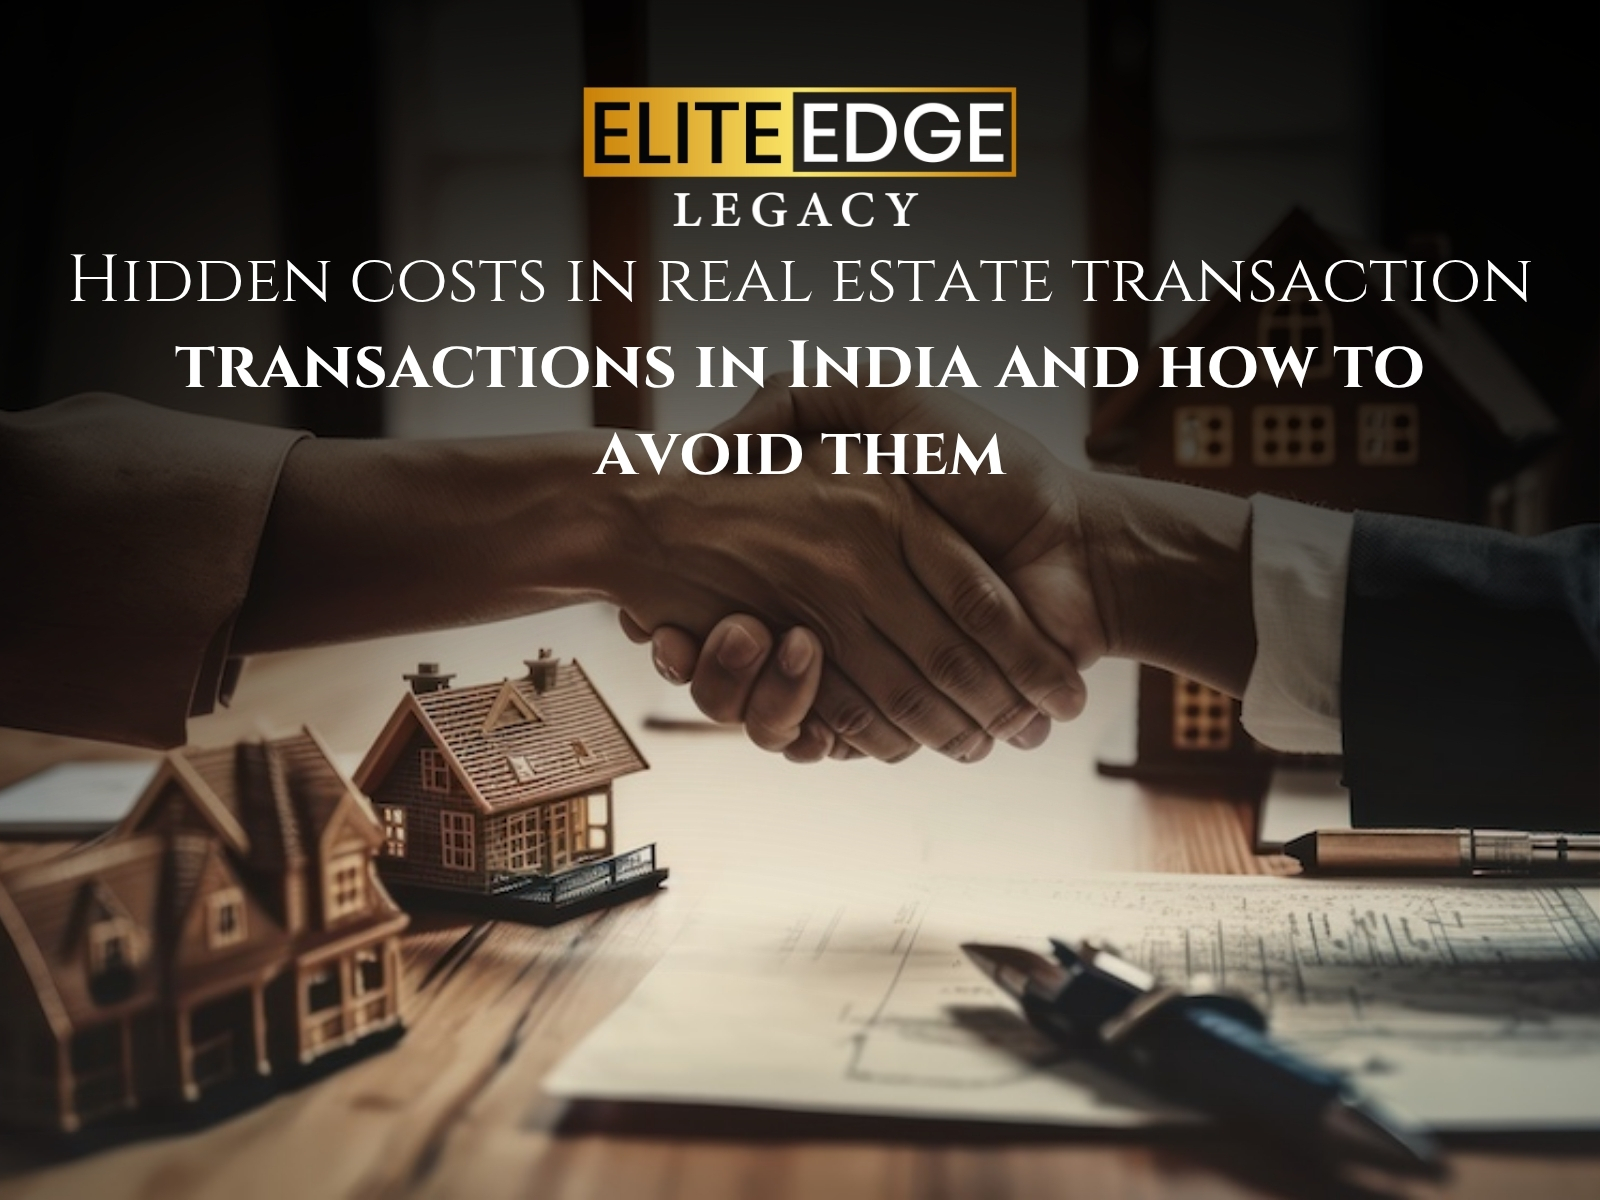 ELITE EDGE
LEGACY
Hidden costs in real estate transaction
transactions in India and how to
avoid them